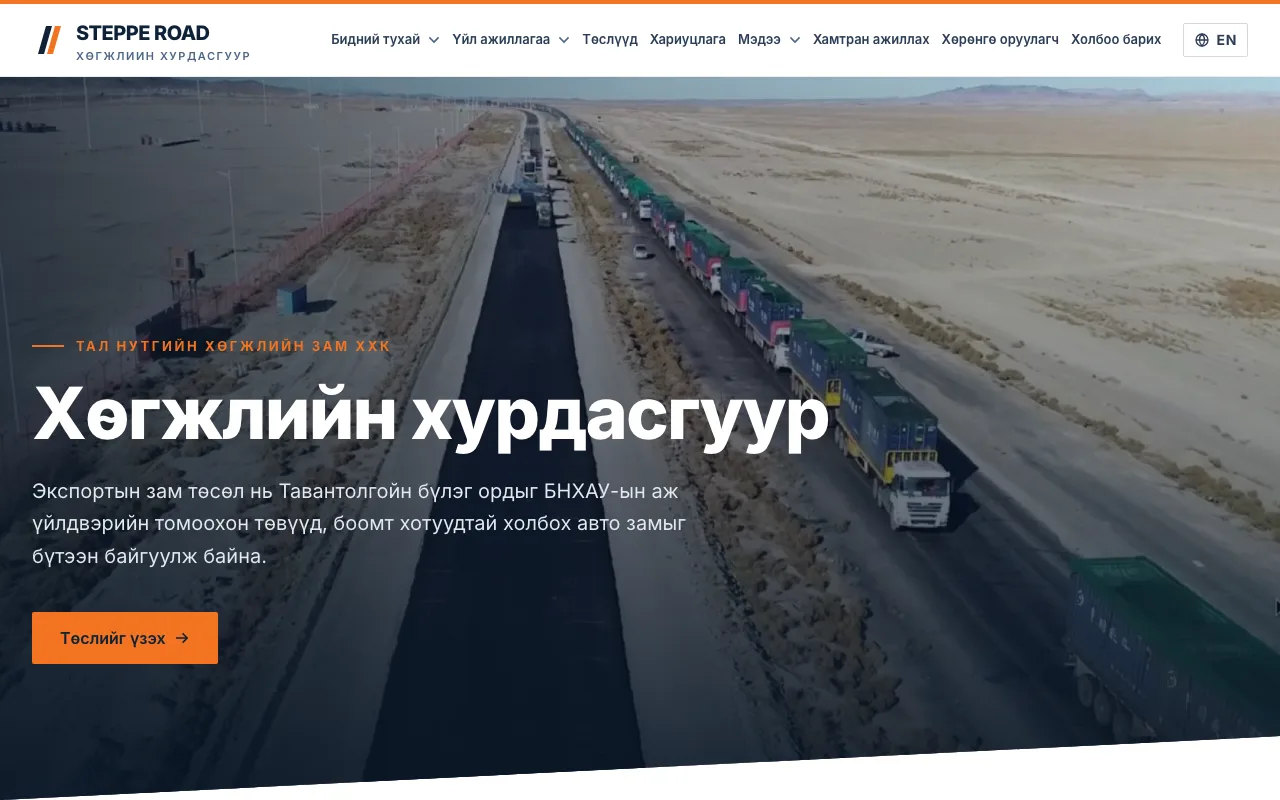 STEPPE ROAD
ХӨГЖЛИЙН ХУРДАСГУУР
Бидний тухай Үйл ажиллагаа Төслүүд Хариуцлага Мэдээ Хамтран ажиллах Хөрөнгө оруулагч Холбоо барих EN
ТАЛ НУТГИЙН ХӨГЖЛИЙН ЗАМ ХХК
Хөгжлийн хурдасгуур
Экспортын зам төсөл нь Тавантолгойн бүлэг ордыг БНХАУ-ын аж
үйлдвэрийн томоохон төвүүд, боомт хотуудтай холбох авто замыг
бүтээн байгуулж байна.
Төслийг үзэх →